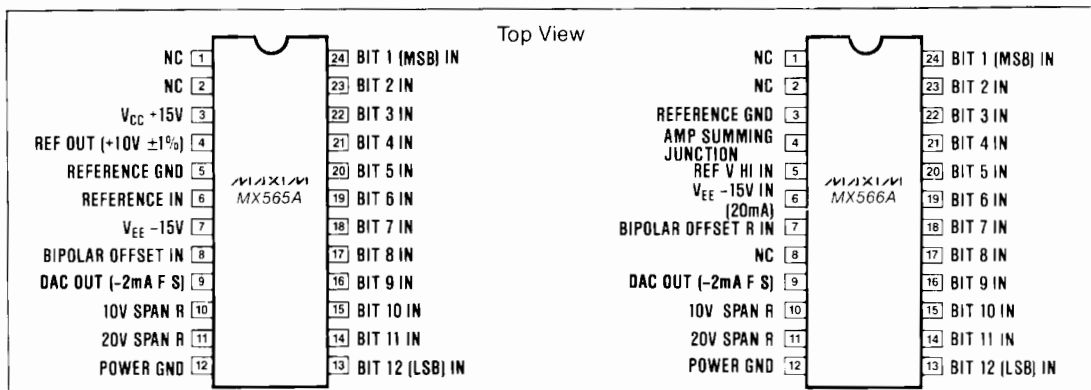 Top View
NC 1
NC 2
VCC +15V 3
REF OUT (+10V ±1%) 4
REFERENCE GND 5
REFERENCE IN 6
VEE -15V 7
BIPOLAR OFFSET IN 8
DAC OUT (-2mA F S) 9
10V SPAN R 10
20V SPAN R 11
POWER GND 12
MAXIM
MX565A
24 BIT 1 (MSB) IN
23 BIT 2 IN
22 BIT 3 IN
21 BIT 4 IN
20 BIT 5 IN
19 BIT 6 IN
18 BIT 7 IN
17 BIT 8 IN
16 BIT 9 IN
15 BIT 10 IN
14 BIT 11 IN
13 BIT 12 (LSB) IN
NC 1
NC 2
REFERENCE GND 3
AMP SUMMING
JUNCTION 4
REF V HI IN 5
VEE -15V IN
(20mA) 6
BIPOLAR OFFSET R IN 7
NC 8
DAC OUT (-2mA F S) 9
10V SPAN R 10
20V SPAN R 11
POWER GND 12
MAXIM
MX566A
24 BIT 1 (MSB) IN
23 BIT 2 IN
22 BIT 3 IN
21 BIT 4 IN
20 BIT 5 IN
19 BIT 6 IN
18 BIT 7 IN
17 BIT 8 IN
16 BIT 9 IN
15 BIT 10 IN
14 BIT 11 IN
13 BIT 12 (LSB) IN